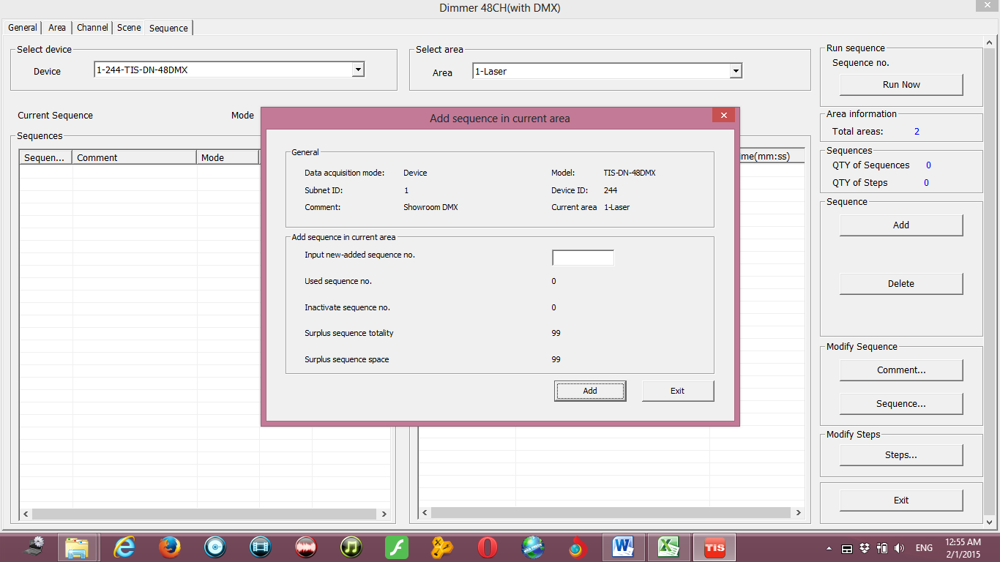 Dimmer 48CH(with DMX)
General Area Channel Scene Sequence
Select device
Device 1-244-TIS-DN-48DMX
Select area
Area 1-Laser
Current Sequence Mode
Sequences
Sequen... Comment Mode
ime(mm:ss)
Add sequence in current area
General
Data acquisition mode: Device Model: TIS-DN-48DMX
Subnet ID: 1 Device ID: 244
Comment: Showroom DMX Current area 1-Laser
Add sequence in current area
Input new-added sequence no.
Used sequence no. 0
Inactivate sequence no. 0
Surplus sequence totality 99
Surplus sequence space 99
Add Exit
Run sequence
Sequence no.
Run Now
Area information
Total areas: 2
Sequences
QTY of Sequences 0
QTY of Steps 0
Sequence
Add
Delete
Modify Sequence
Comment...
Sequence...
Modify Steps
Steps...
Exit
TIS
ENG
12:55 AM
2/1/2015